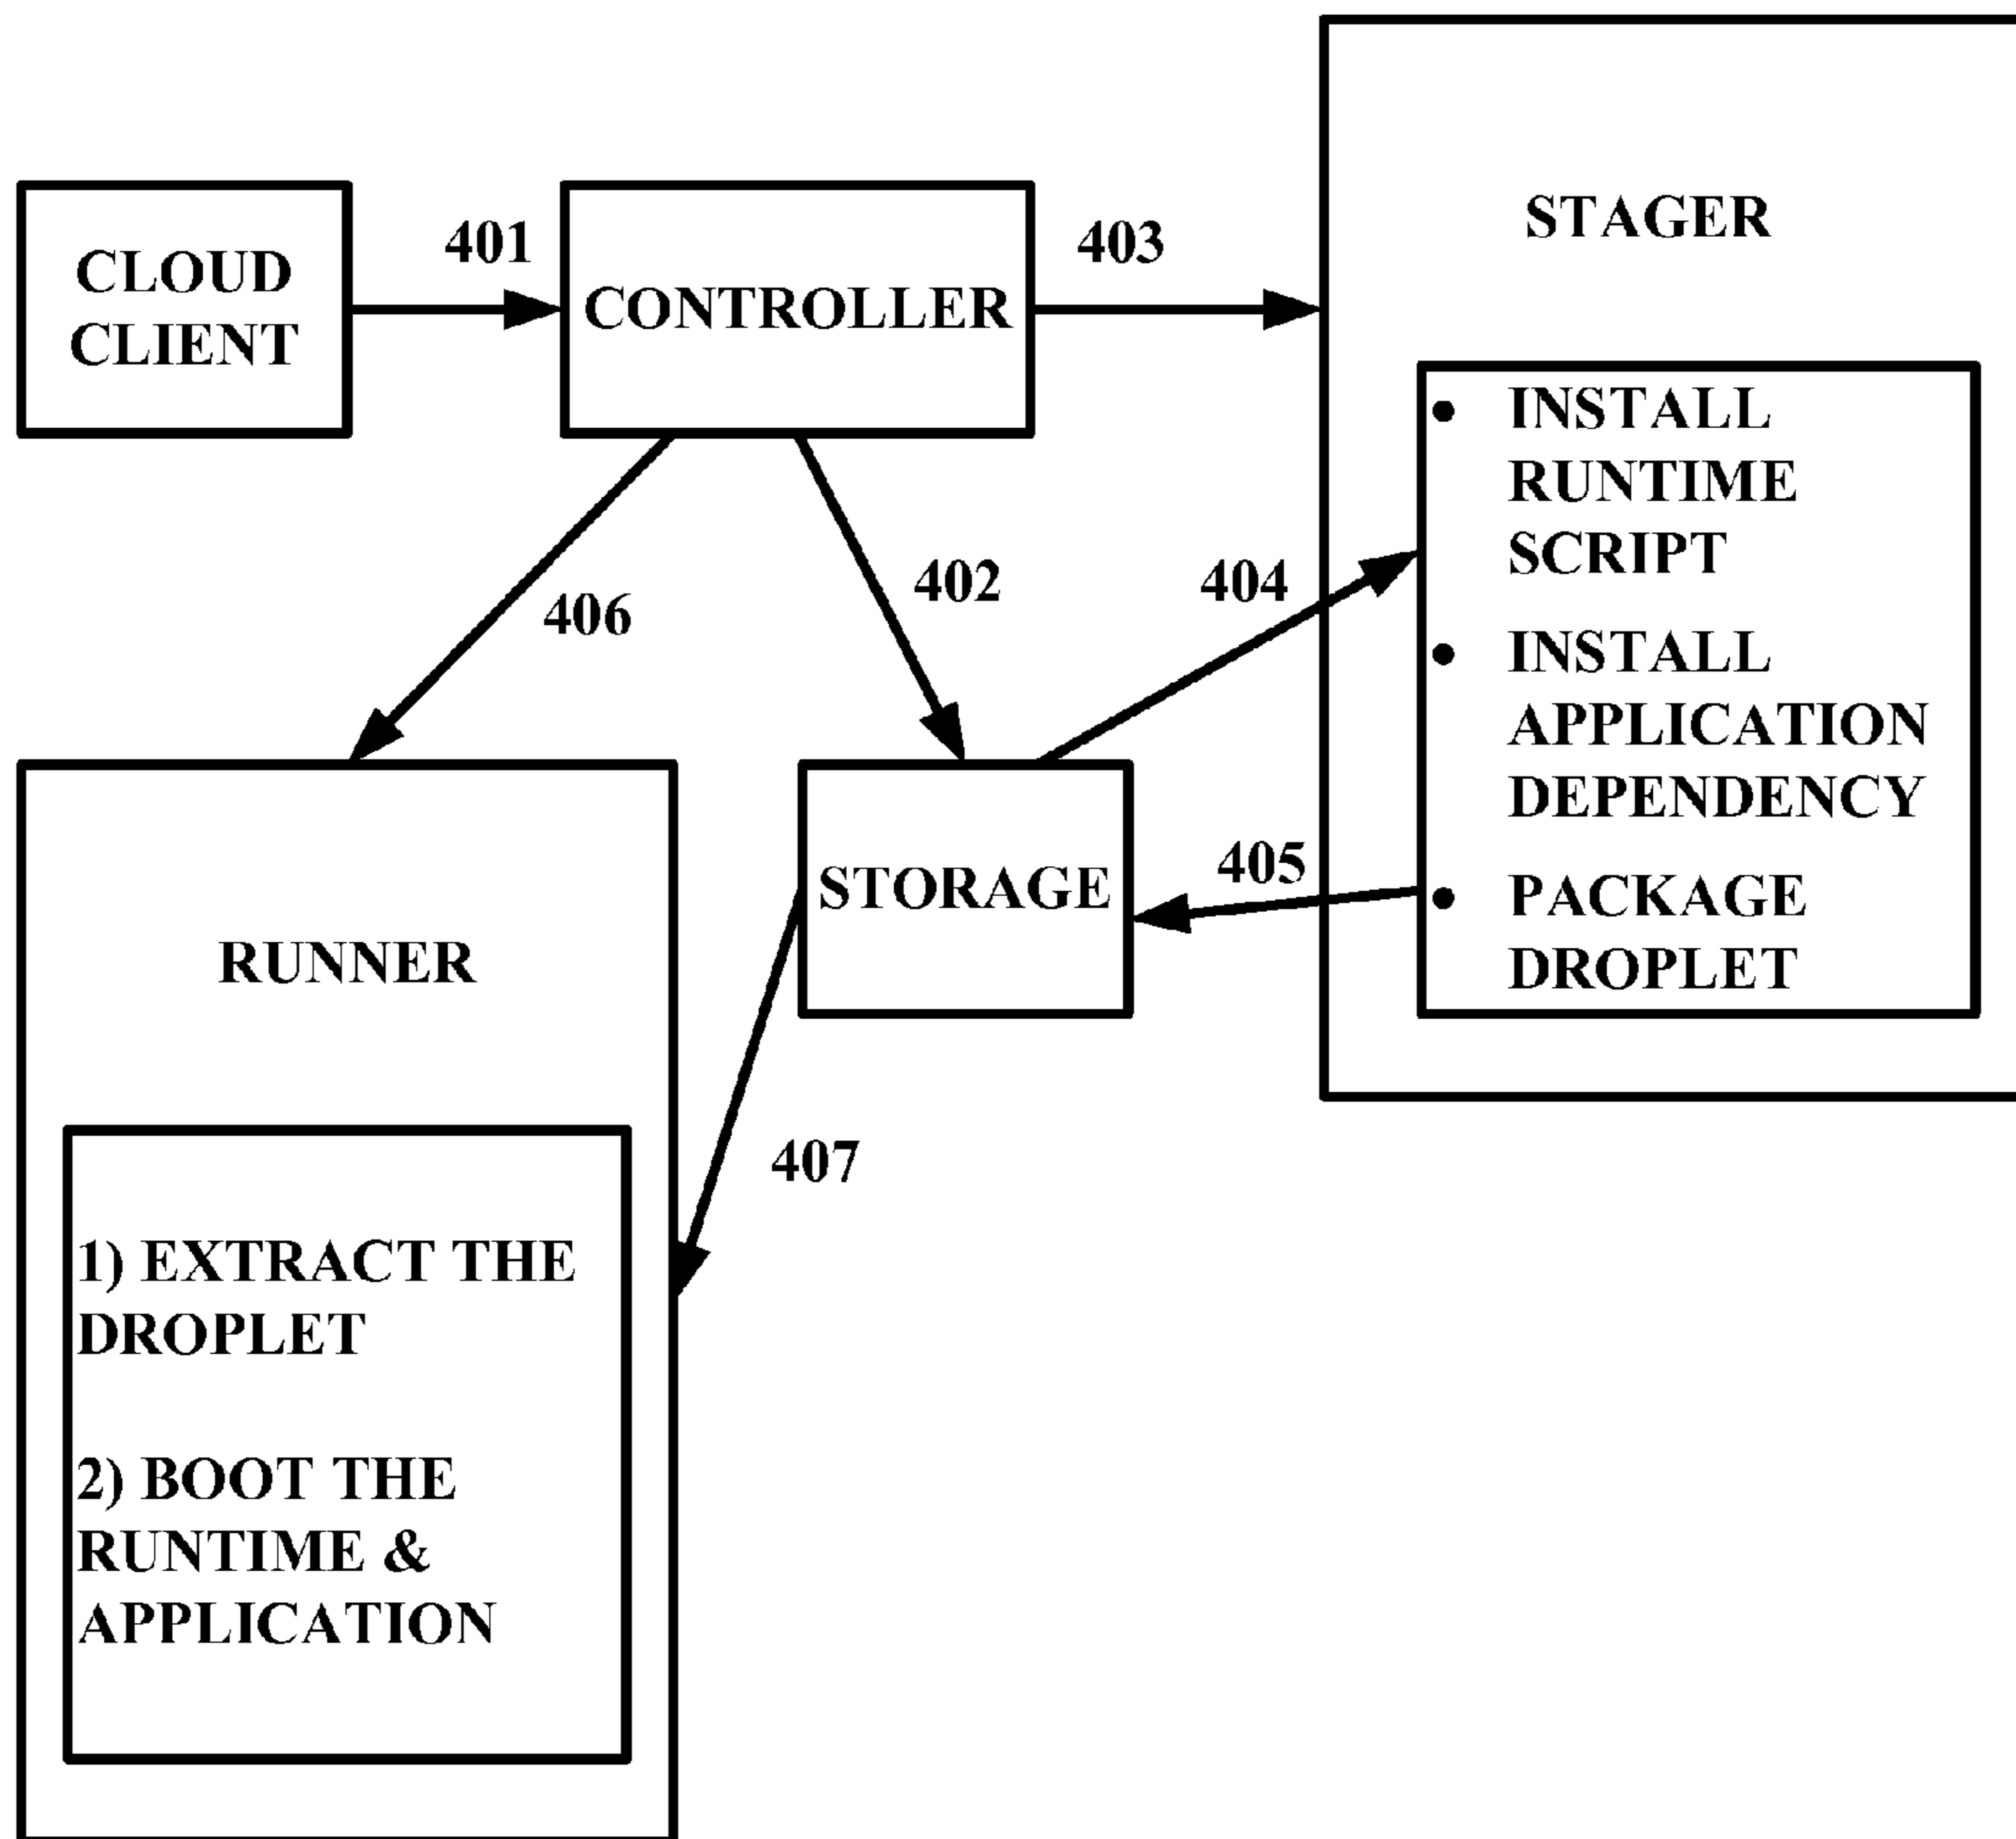 CLOUD
CLIENT
401
CONTROLLER
403
STAGER
• INSTALL
RUNTIME
SCRIPT
• INSTALL
APPLICATION
DEPENDENCY
• PACKAGE
DROPLET
406
402
404
405
STORAGE
RUNNER
407
1) EXTRACT THE
DROPLET
2) BOOT THE
RUNTIME &
APPLICATION